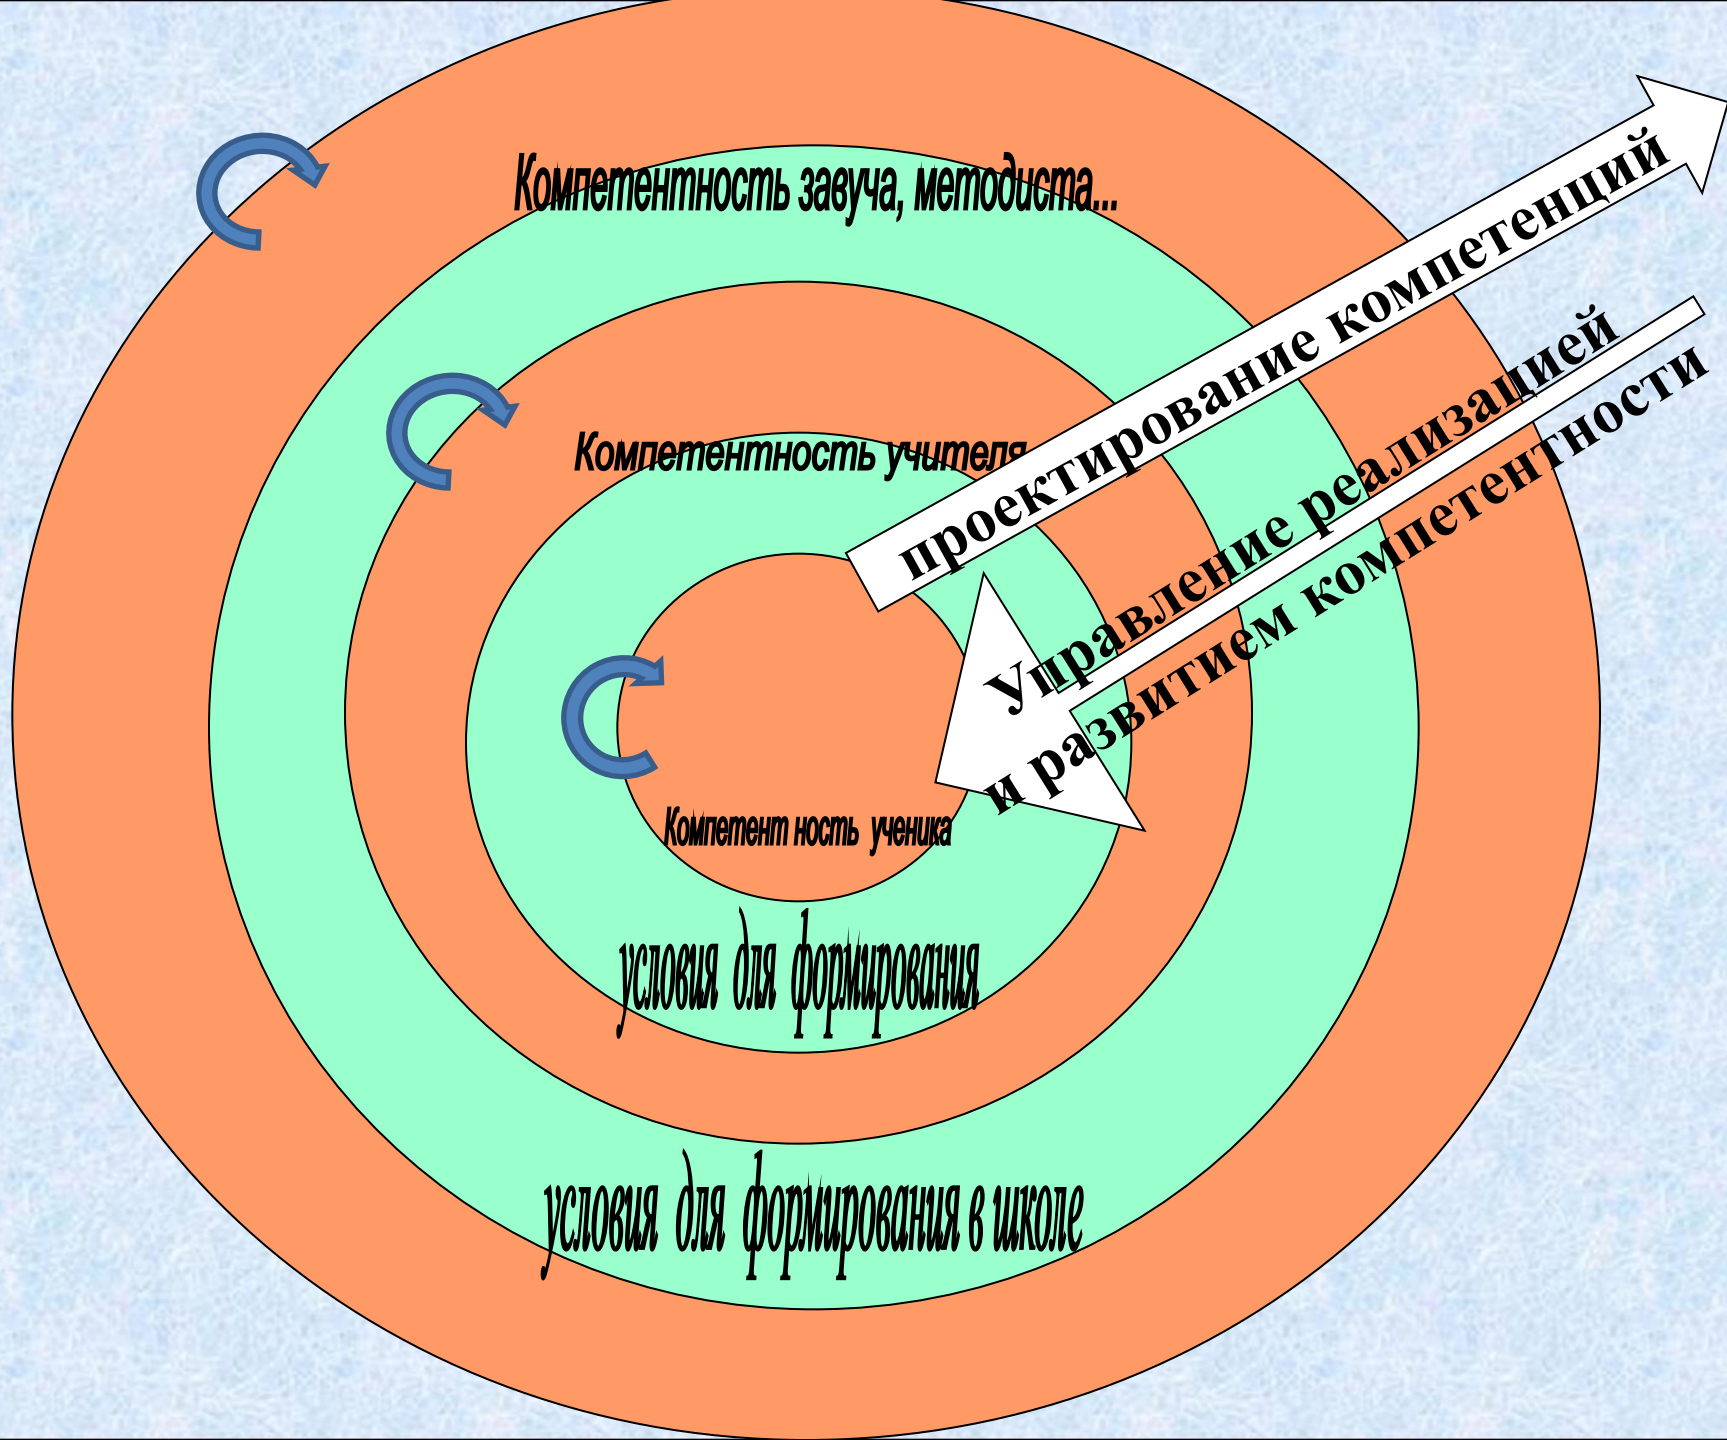 Компетентность завуча, методиста...
проектирование компетенций
Управление реализацией
и развитием компетентности
Компетентность учителя
Компетент ность ученика
условия для формирования
условия для формирования в школе